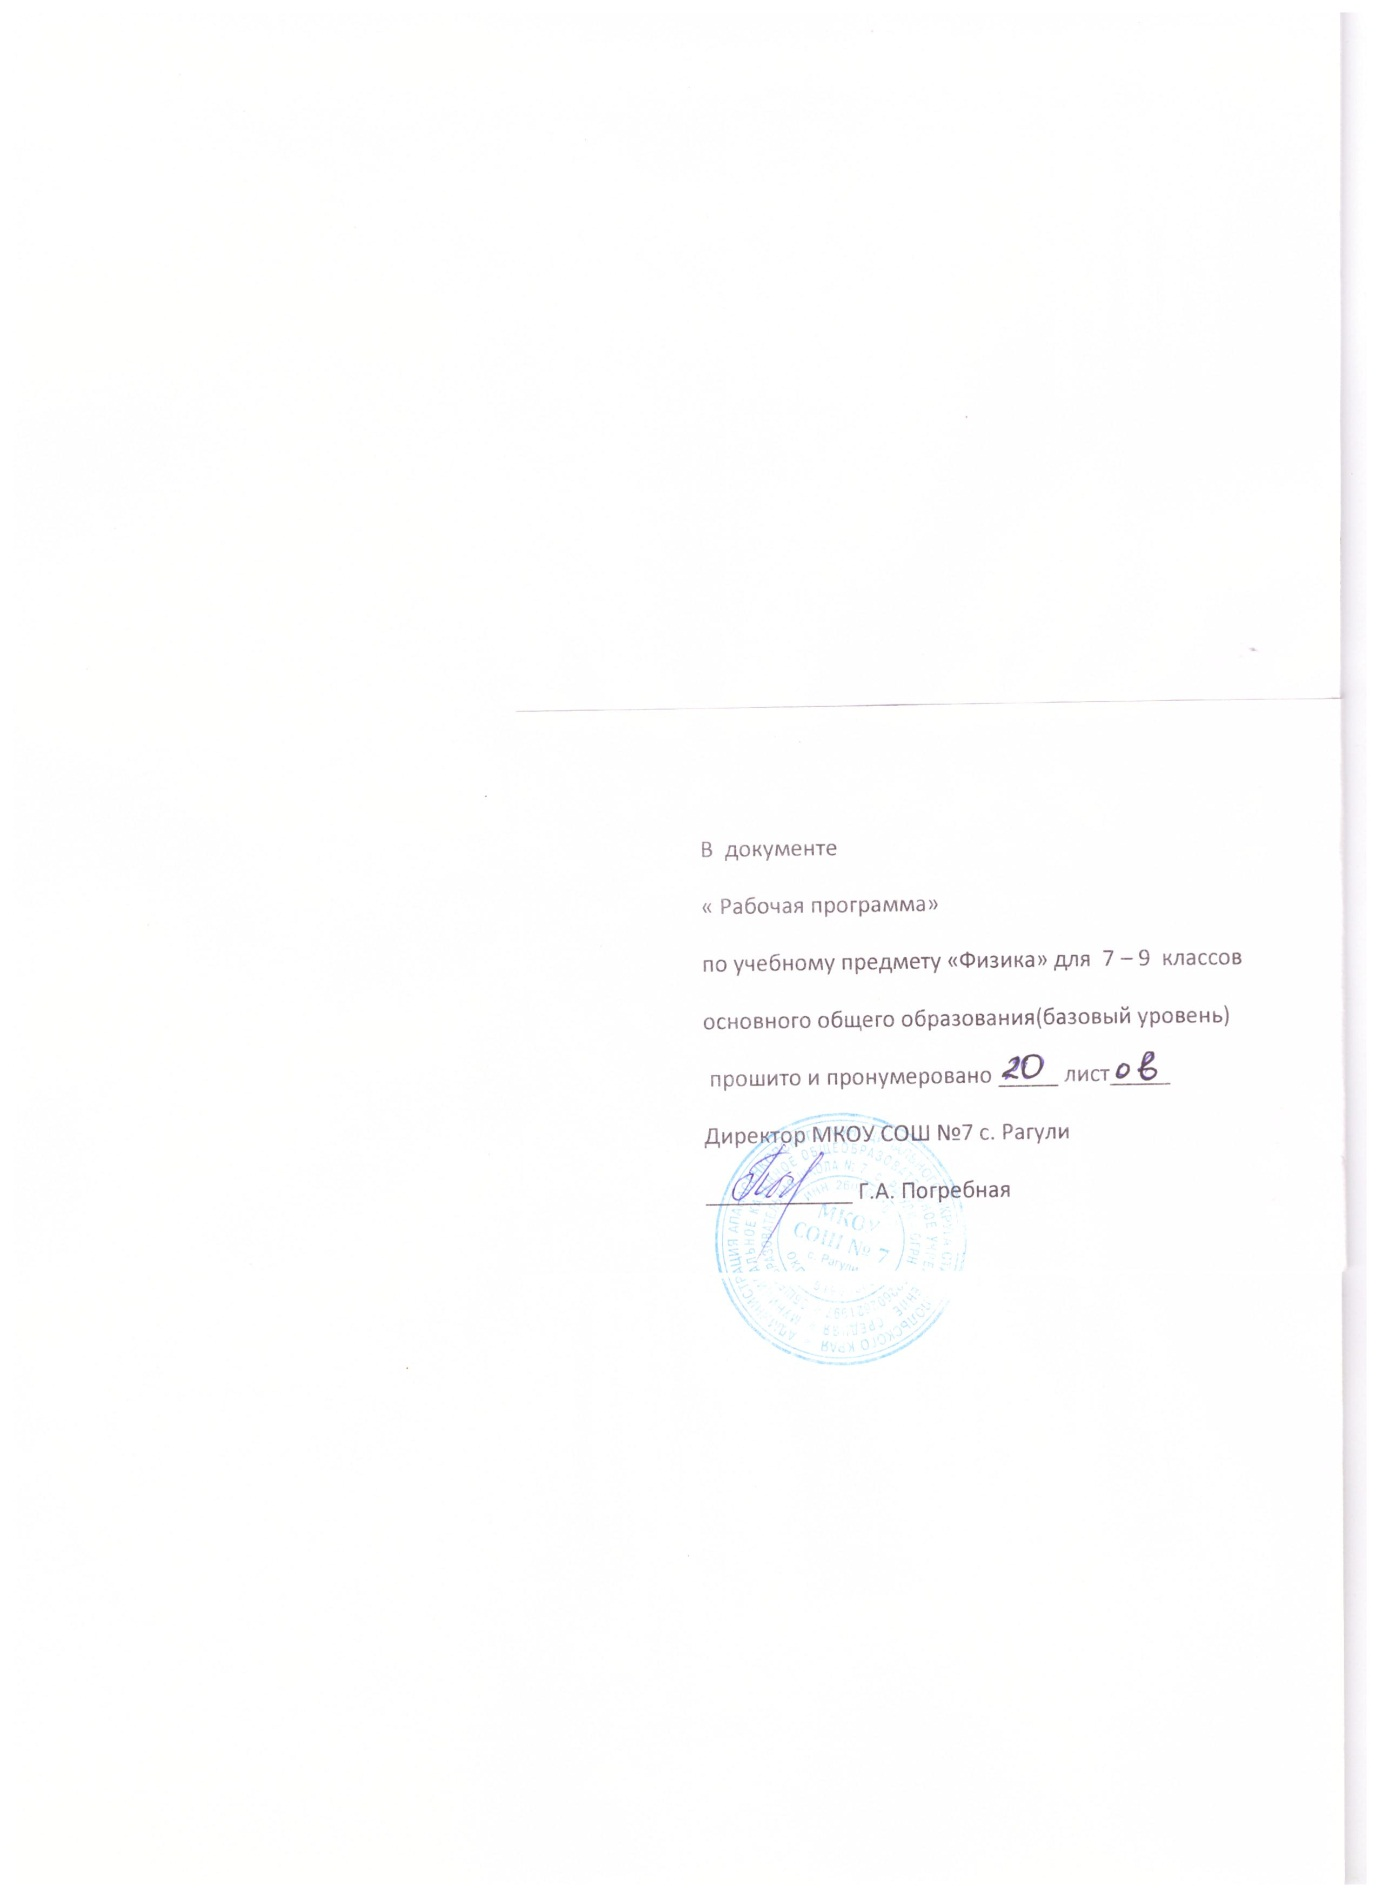 В  документе
« Рабочая программа»
по учебному предмету «Физика» для  7 – 9  классов
основного общего образования(базовый уровень)
прошито и пронумеровано 20 листов
Директор МКОУ СОШ №7 с. Рагули
Г.А. Погребная
МКОУ
СОШ № 7
с. Рагули